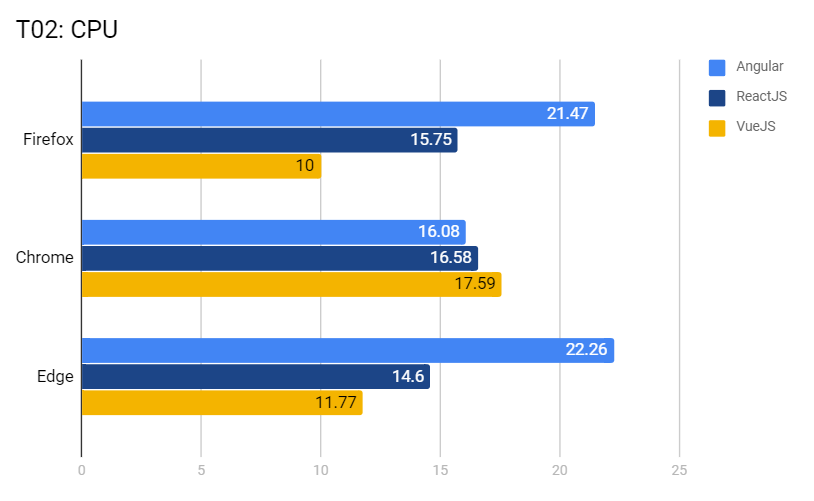 T02: CPU
Angular
ReactJS
VueJS
Firefox
21.47
15.75
10
Chrome
16.08
16.58
17.59
Edge
22.26
14.6
11.77
0 5 10 15 20 25